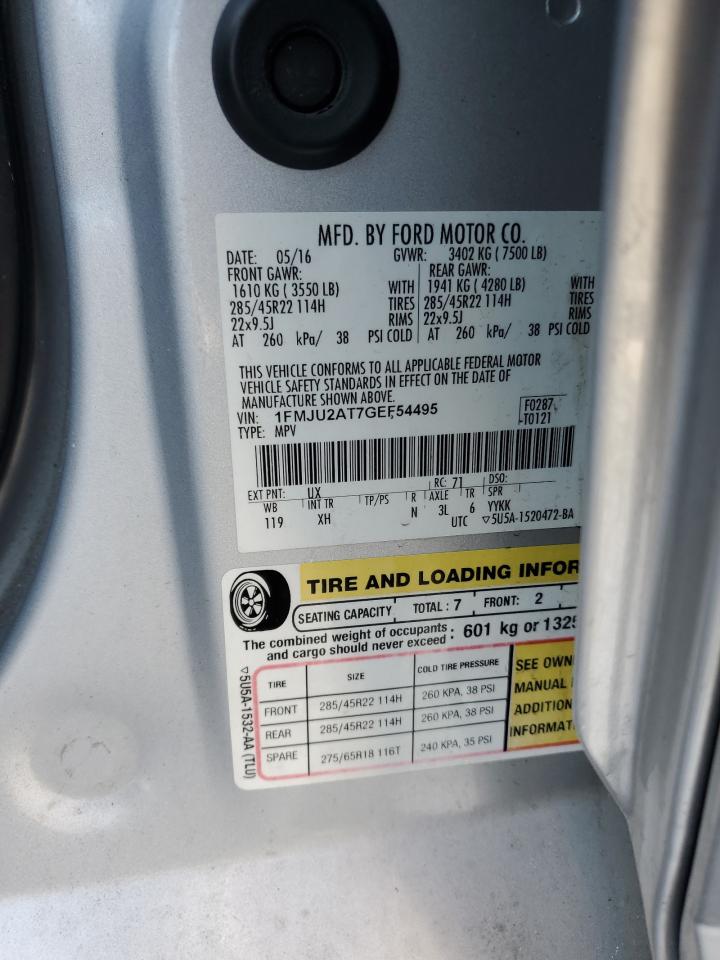 MFD. BY FORD MOTOR CO.
DATE: 05/16 GVWR: 3402 KG ( 7500 LB)
FRONT GAWR: REAR GAWR:
1610 KG ( 3550 LB) WITH 1941 KG ( 4280 LB) WITH
285/45R22 114H TIRES 285/45R22 114H TIRES
22x9.5J RIMS 22x9.5J RIMS
AT 260 kPa/ 38 PSI COLD AT 260 kPa/ 38 PSI COLD
THIS VEHICLE CONFORMS TO ALL APPLICABLE FEDERAL MOTOR
VEHICLE SAFETY STANDARDS IN EFFECT ON THE DATE OF
MANUFACTURE SHOWN ABOVE.
VIN: 1FMJU2AT7GEF54495 F0287
TYPE: MPV T0121
EXT PNT: UX RC: 71 DSO:
WB INT TR TP/PS R AXLE TR SPR
119 XH N 3L 6 YYKK
UTC ▽5U5A-1520472-BA
TIRE AND LOADING INFOR
SEATING CAPACITY TOTAL : 7 FRONT: 2
The combined weight of occupants
and cargo should never exceed : 601 kg or 1325
TIRE SIZE COLD TIRE PRESSURE
FRONT 285/45R22 114H 260 KPA, 38 PSI
REAR 285/45R22 114H 260 KPA, 38 PSI
SPARE 275/65R18 116T 240 KPA, 35 PSI
SEE OWN
MANUAL
ADDITION
INFORMAT
▽5U5A-1532-AA (TLU)